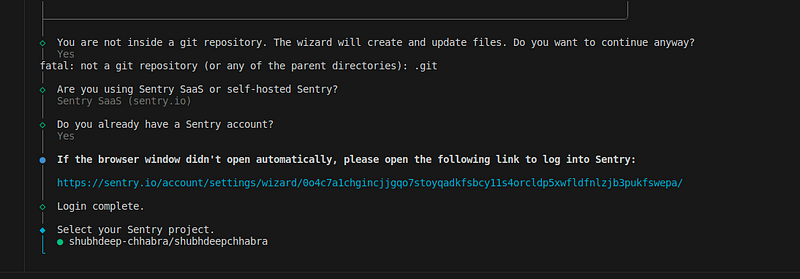 You are not inside a git repository. The wizard will create and update files. Do you want to continue anyway?
Yes
fatal: not a git repository (or any of the parent directories): .git
Are you using Sentry SaaS or self-hosted Sentry?
Sentry SaaS (sentry.io)
Do you already have a Sentry account?
Yes
If the browser window didn't open automatically, please open the following link to log into Sentry:
https://sentry.io/account/settings/wizard/0o4c7a1chgincjjgqo7stoyqadkfsbcy11s4orcldp5xwfldfnlzjb3pukfswepa/
Login complete.
Select your Sentry project.
shubhdeep-chhabra/shubhdeepchhabra